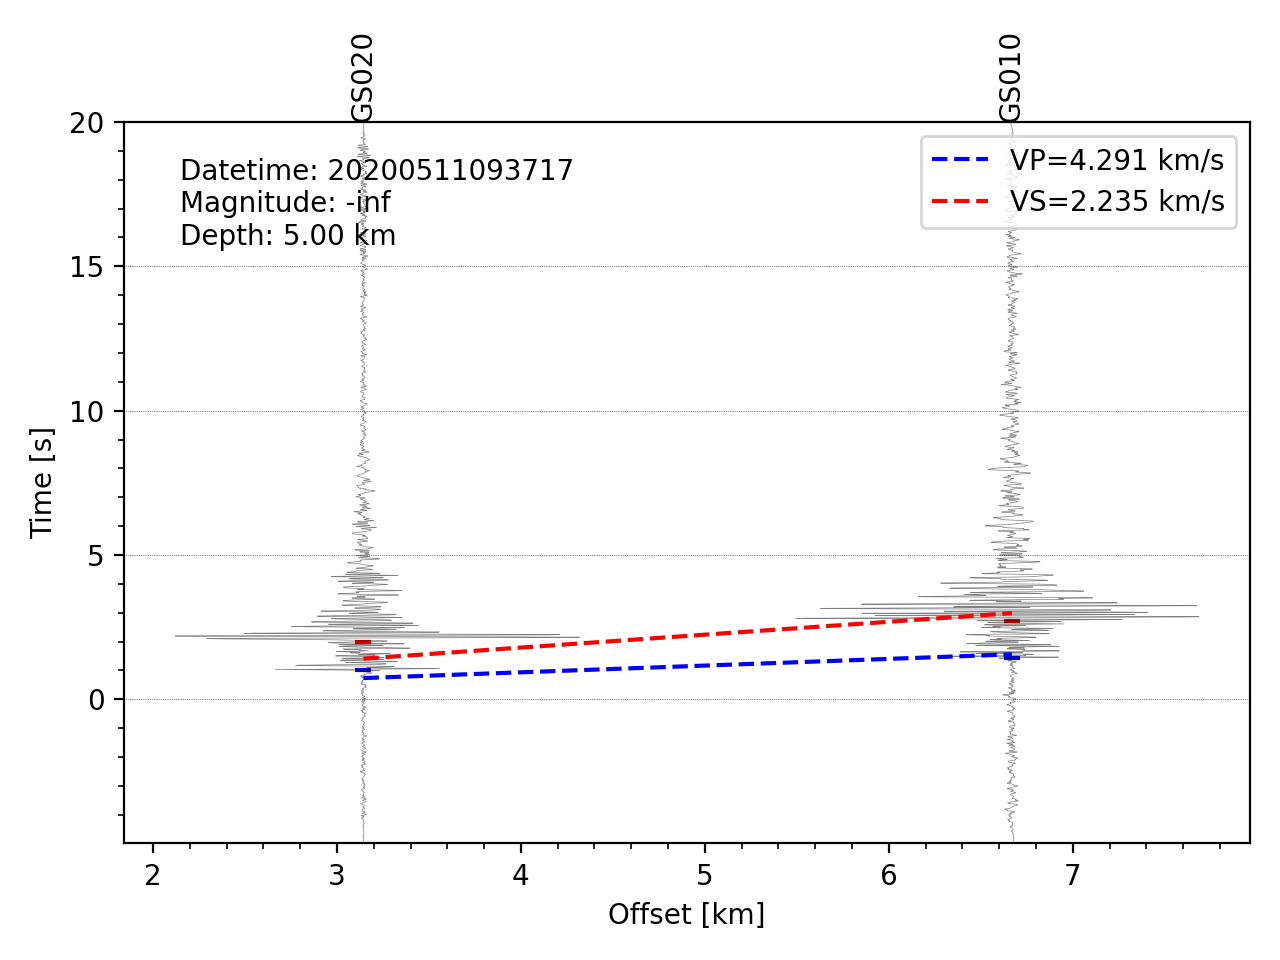 GS020
GS010
20
Datetime: 20200511093717
Magnitude: -inf
Depth: 5.00 km
VP=4.291 km/s
VS=2.235 km/s
15
10
5
0
Time [s]
2 3 4 5 6 7
Offset [km]